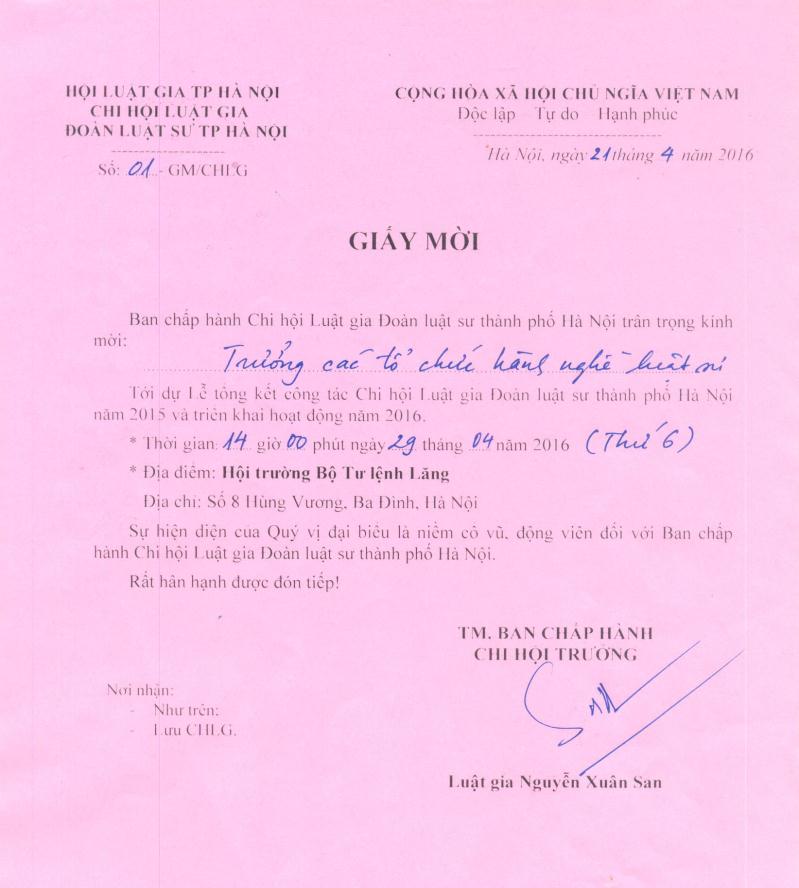 HỘI LUẬT GIA TP HÀ NỘI
CHI HỘI LUẬT GIA
ĐOÀN LUẬT SƯ TP HÀ NỘI
Số: 01 - GM/CHLG
CỘNG HÒA XÃ HỘI CHỦ NGĨA VIỆT NAM
Độc lập Tự do Hạnh phúc
Hà Nội, ngày 21 tháng 4 năm 2016
GIẤY MỜI
Ban chấp hành Chi hội Luật gia Đoàn luật sư thành phố Hà Nội trân trọng kính
mời:
Trưởng các tổ chức hành nghề luật sư
Tới dự Lễ tổng kết công tác Chi hội Luật gia Đoàn luật sư thành phố Hà Nội
năm 2015 và triển khai hoạt động năm 2016.
* Thời gian: 14 giờ 00 phút ngày 29 tháng 04 năm 2016 (Thứ 6)
* Địa điểm: Hội trường Bộ Tư lệnh Lăng
Địa chỉ: Số 8 Hùng Vương, Ba Đình, Hà Nội
Sự hiện diện của Quý vị đại biểu là niềm cổ vũ, động viên đối với Ban chấp
hành Chi hội Luật gia Đoàn luật sư thành phố Hà Nội.
Rất hân hạnh được đón tiếp!
TM. BAN CHẤP HÀNH
CHI HỘI TRƯỞNG
Nơi nhận:
- Như trên;
- Lưu CHLG.
Luật gia Nguyễn Xuân San